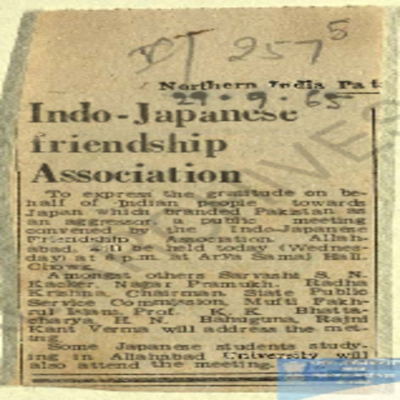 257
5
Northern India Pat
29.9.65
Indo-Japanese
friendship
Association
To express the gratitude on be-
half of Indian people towards
Japan which branded Pakistan as
an aggressor, a public meeting
convened by the Indo-Japanese
Friendship Association, Allah-
abad, will be held today (Wednes-
day) at 6 p.m. at Arya Samaj Hall,
Chowk.
Amongst others Sarvashi S. N.
Kacker, Nagar Pramukh, Radha
Krishna, Chairman, State Public
Service Commission, Mufti Fakh-
rul Islam, Prof. K. K. Bhatta-
charya, H. N. Bahuguna, Rajni
Kant Verma will address the meet-
ing.
Some Japanese students study-
ing in Allahabad University will
also attend the meeting.